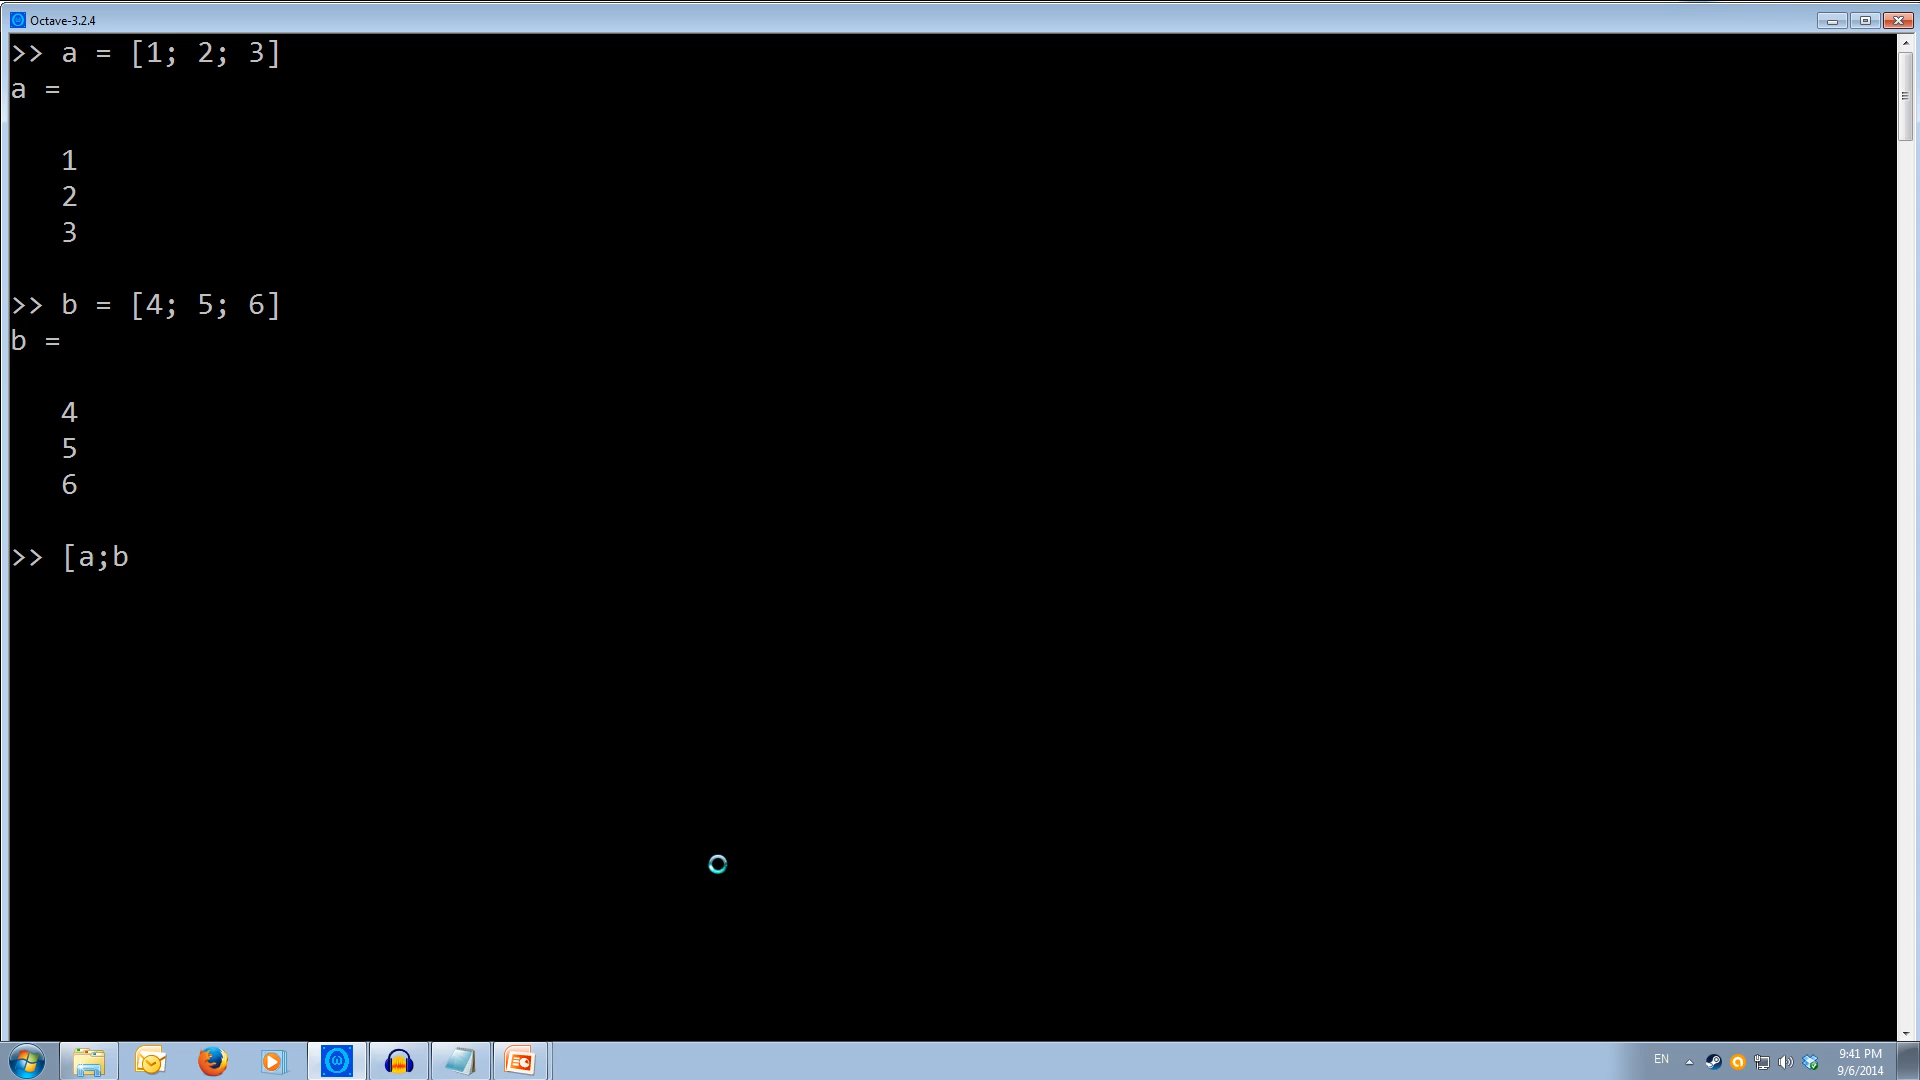 Octave-3.2.4
>> a = [1; 2; 3]
a =
1
2
3
>> b = [4; 5; 6]
b =
4
5
6
>> [a;b
EN
9:41 PM
9/6/2014